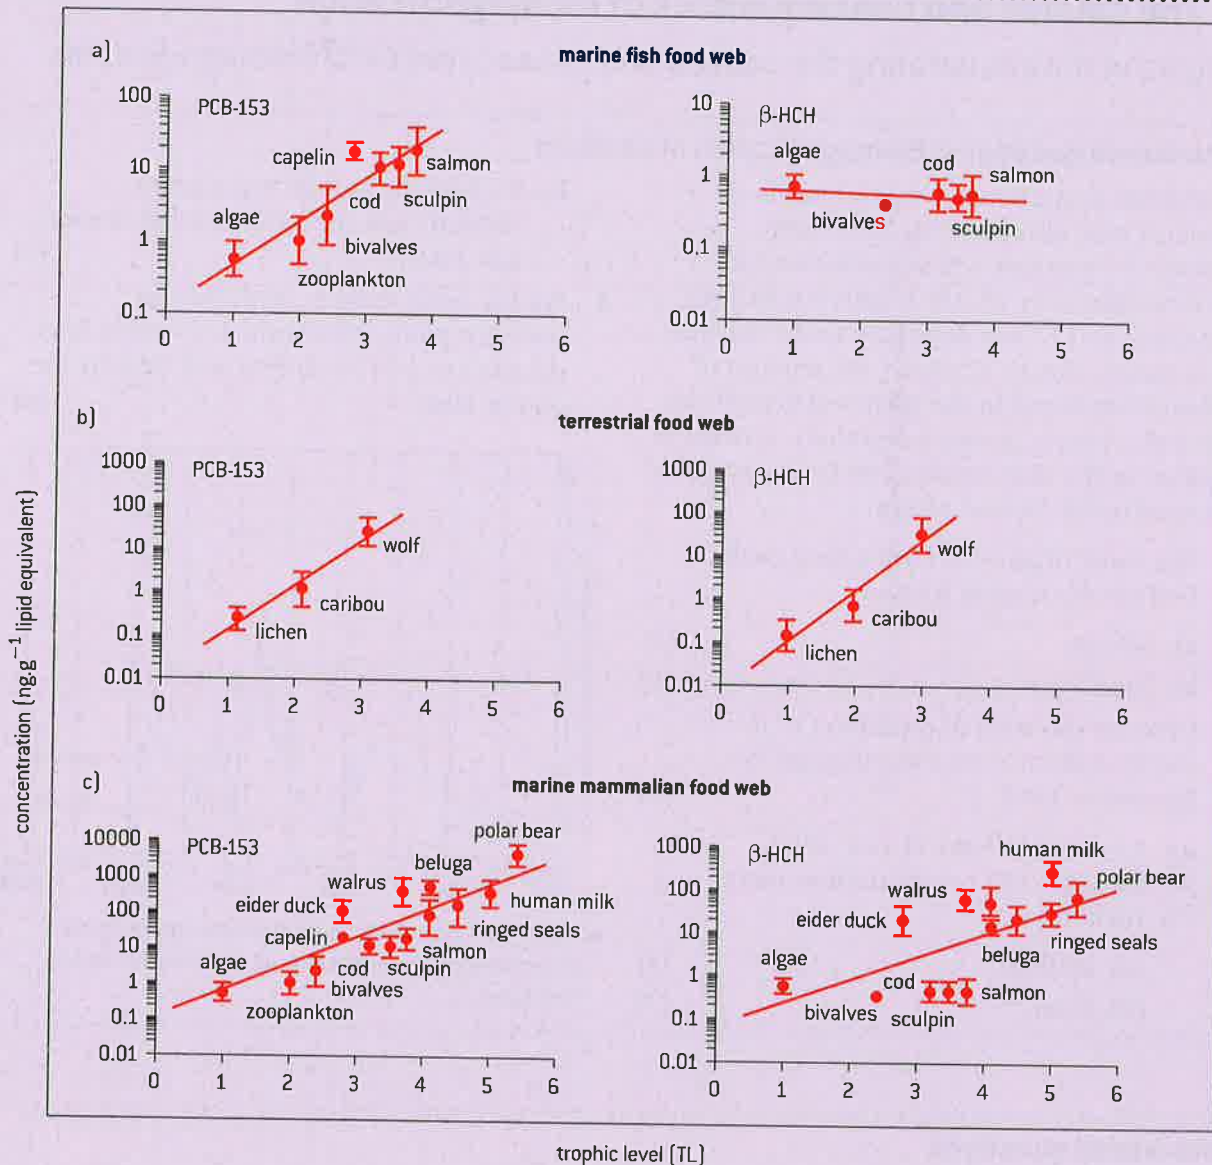 a)
marine fish food web
PCB-153
100
10
1
0.1
0 1 2 3 4 5 6
algae
capelin
cod
salmon
sculpin
bivalves
zooplankton
β-HCH
10
1
0.1
0.01
0 1 2 3 4 5 6
algae
cod
salmon
bivalves
sculpin
b)
terrestrial food web
PCB-153
1000
100
10
1
0.1
0.01
0 1 2 3 4 5 6
wolf
caribou
lichen
β-HCH
1000
100
10
1
0.1
0.01
0 1 2 3 4 5 6
wolf
caribou
lichen
concentration (ng.g⁻¹ lipid equivalent)
c)
marine mammalian food web
PCB-153
10000
1000
100
10
1
0.1
0.01
0 1 2 3 4 5 6
polar bear
beluga
walrus
eider duck
human milk
capelin
ringed seals
salmon
algae
cod
sculpin
bivalves
zooplankton
β-HCH
1000
100
10
1
0.1
0.01
0 1 2 3 4 5 6
human milk
polar bear
walrus
eider duck
ringed seals
beluga
algae
cod
salmon
bivalves
sculpin
trophic level (TL)